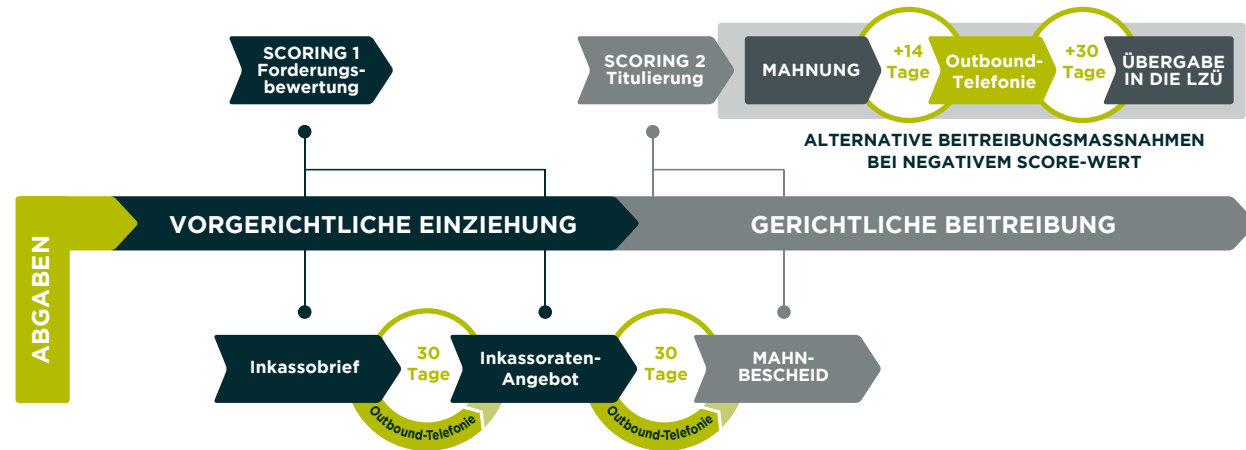 SCORING 1
Forderungs-
bewertung
SCORING 2
Titulierung
MAHNUNG
+14
Tage
Outbound-
Telefonie
+30
Tage
ÜBERGABE
IN DIE LZÜ
ALTERNATIVE BEITREIBUNGSMASSNAHMEN
BEI NEGATIVEM SCORE-WERT
ABGABEN
VORGERICHTLICHE EINZIEHUNG
GERICHTLICHE BEITREIBUNG
Inkassobrief
30
Tage
Outbound-Telefonie
Inkassoraten-
Angebot
30
Tage
Outbound-Telefonie
MAHN-
BESCHEID